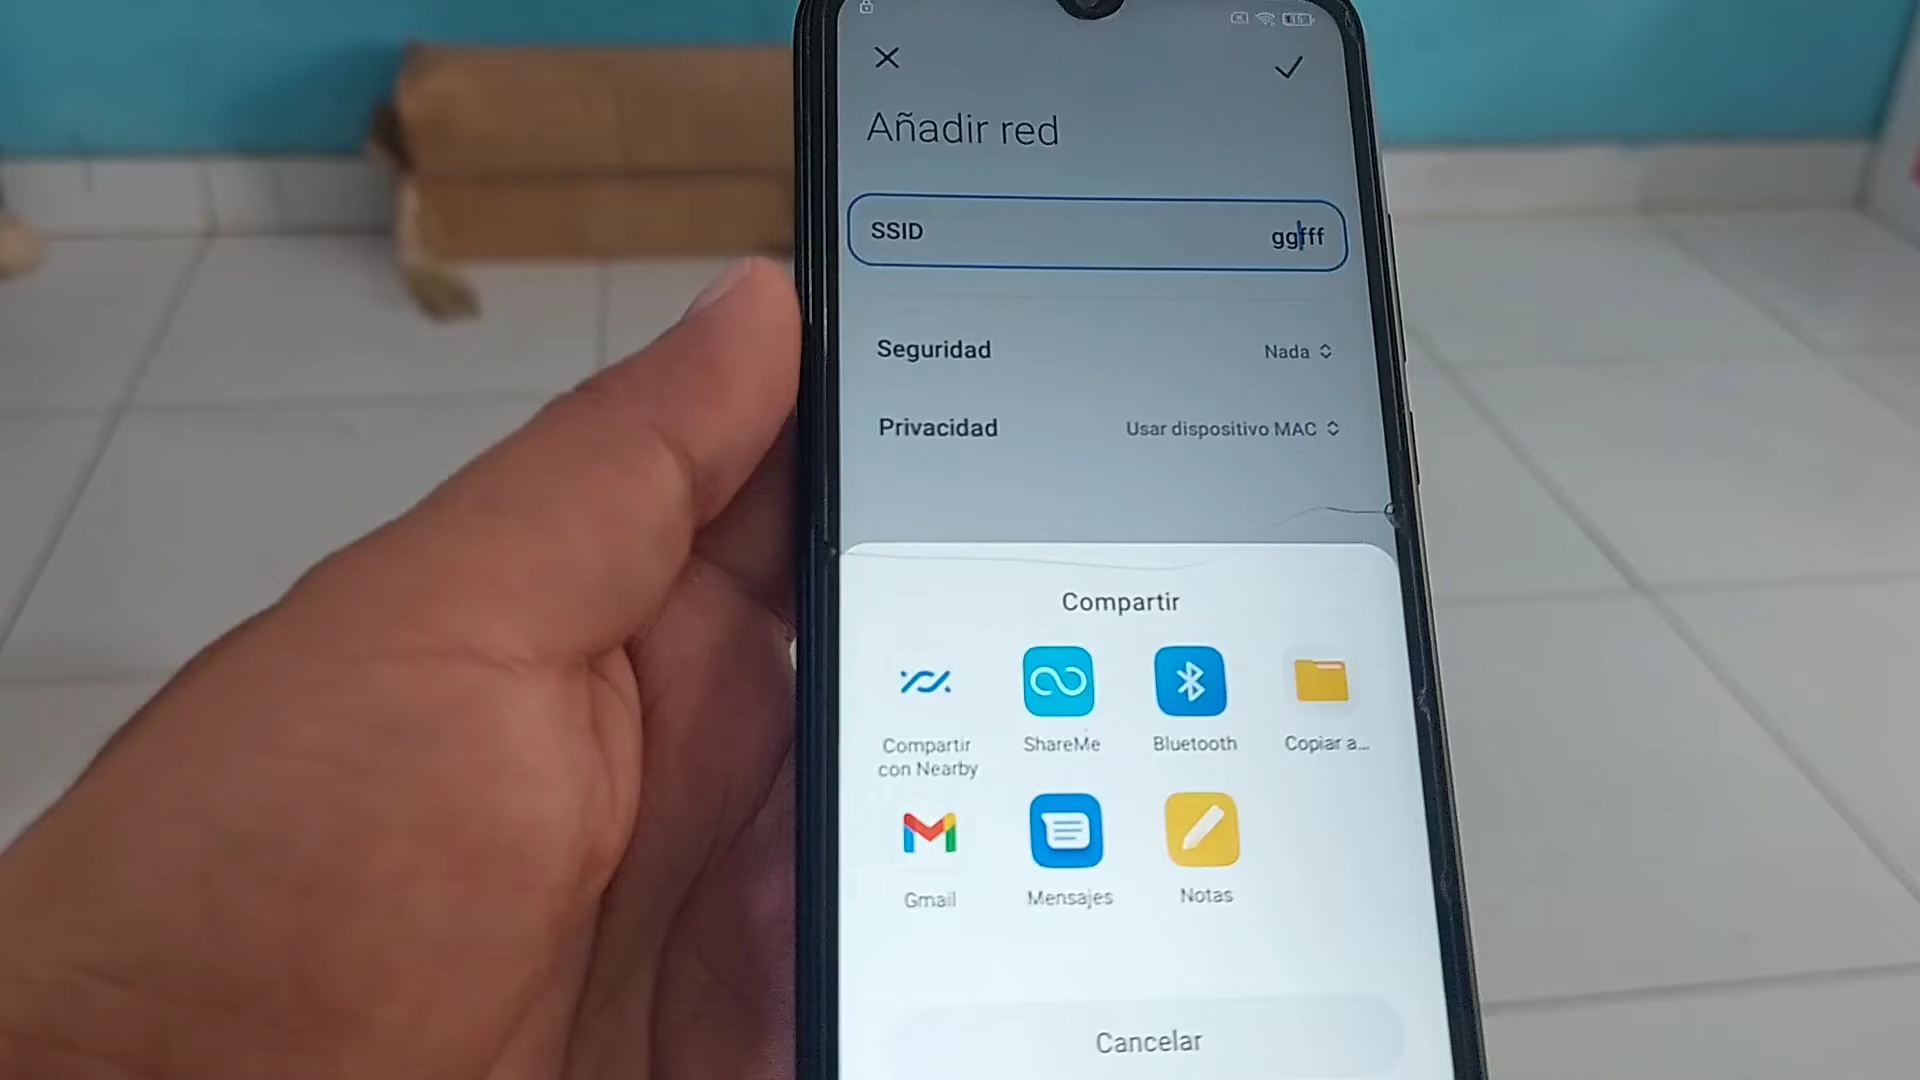 Añadir red
SSID ggfff
Seguridad Nada
Privacidad Usar dispositivo MAC
Compartir
Compartir con Nearby
ShareMe
Bluetooth
Copiar a...
Gmail
Mensajes
Notas
Cancelar